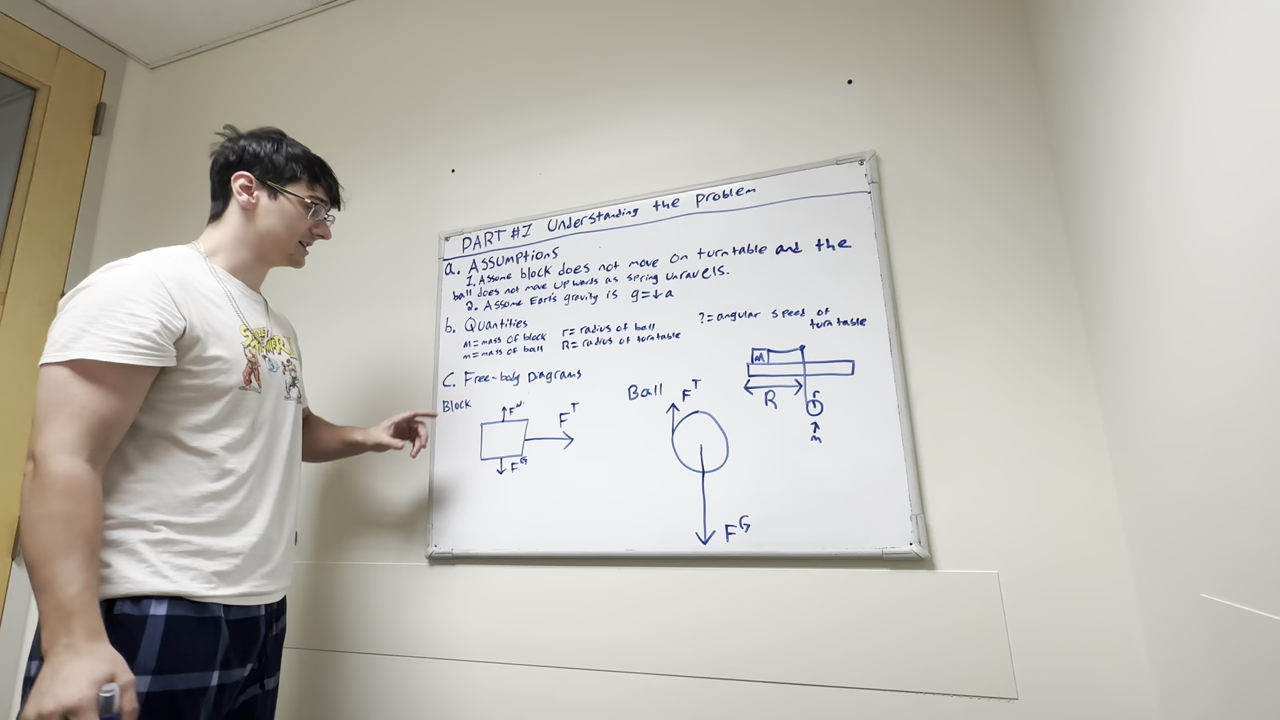 PART #I Understanding the Problem
a. ASSUMPTIONS
1. Assume block does not move on turntable and the
ball does not move upwards as spring unravels.
2. Assume Earts gravity is g=↓a
b. Quantities
M= mass of block r= radius of ball
m= mass of ball R= radius of turntable
?= angular speed of
turntable
C. Free-body Diagrams
Block
F^N
F^T
F^G
Ball
F^T
F^G
M
R
r
m